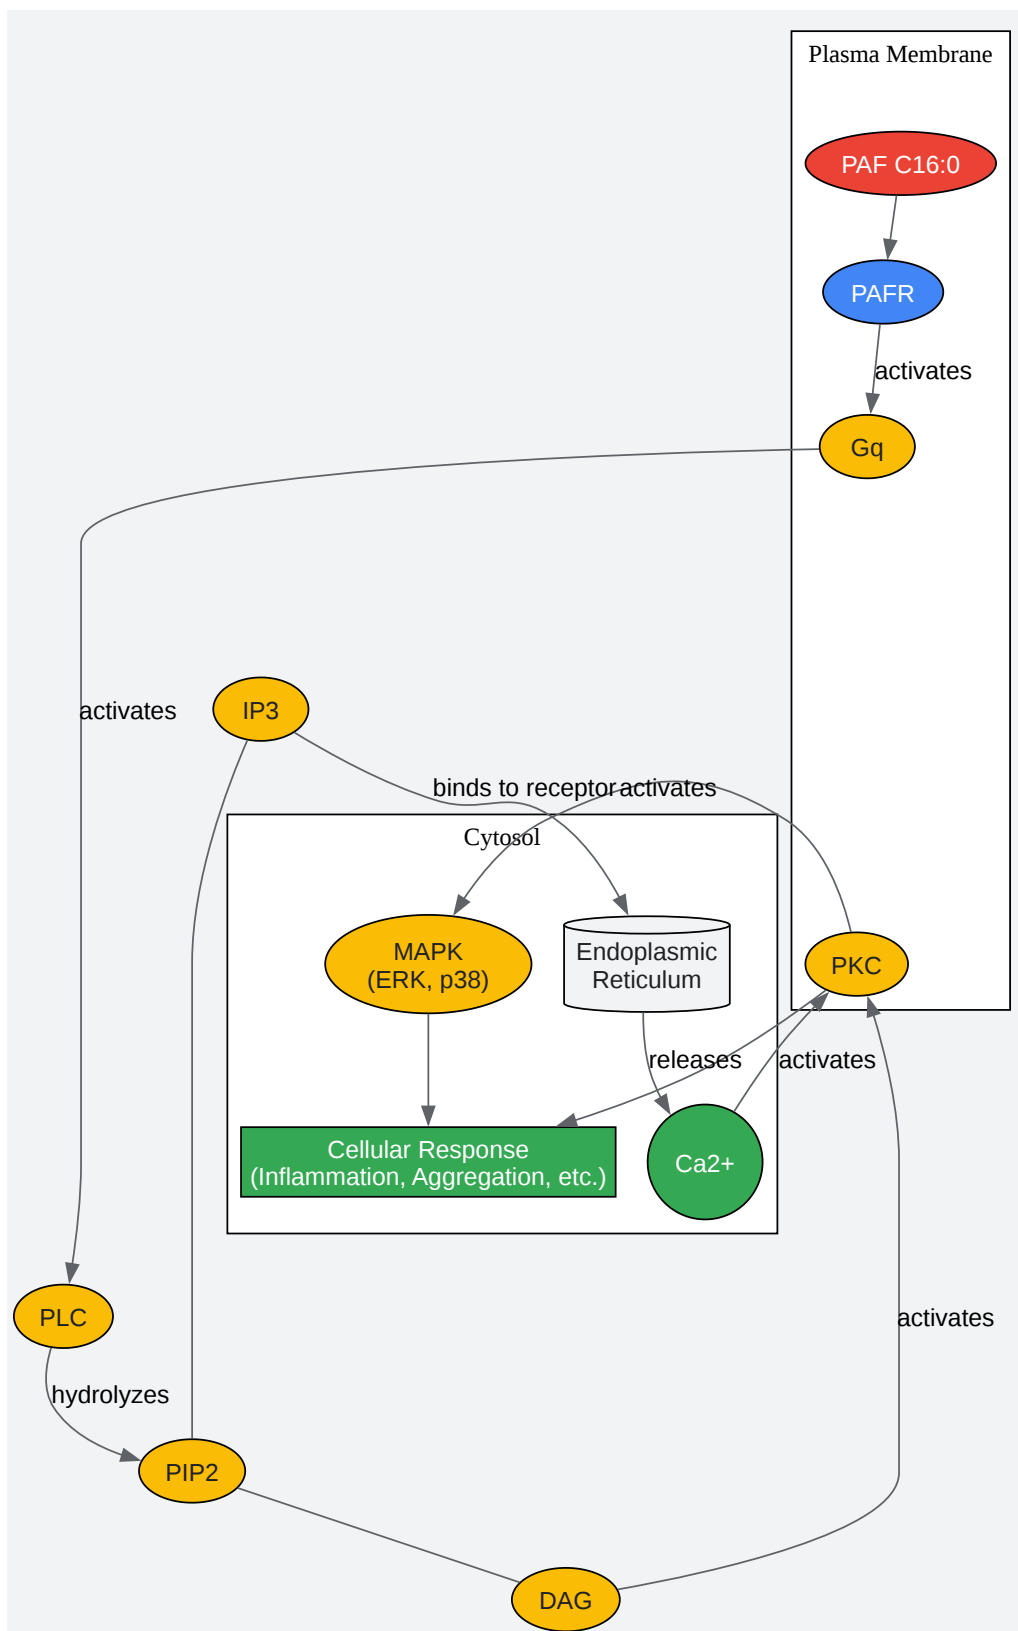 Plasma Membrane
PAF C16:0
PAFR
activates
Gq
activates
IP3
binds to receptor
activates
Cytosol
MAPK
(ERK, p38)
Endoplasmic
Reticulum
PKC
releases
activates
Cellular Response
(Inflammation, Aggregation, etc.)
Ca2+
PLC
activates
hydrolyzes
PIP2
DAG